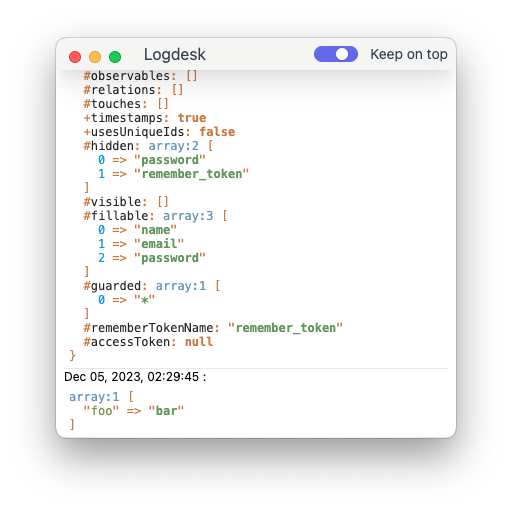 Logdesk Keep on top
#observables: []
#relations: []
#touches: []
+timestamps: true
+usesUniqueIds: false
#hidden: array:2 [
0 => "password"
1 => "remember_token"
]
#visible: []
#fillable: array:3 [
0 => "name"
1 => "email"
2 => "password"
]
#guarded: array:1 [
0 => "*"
]
#rememberTokenName: "remember_token"
#accessToken: null
}
Dec 05, 2023, 02:29:45 :
array:1 [
"foo" => "bar"
]